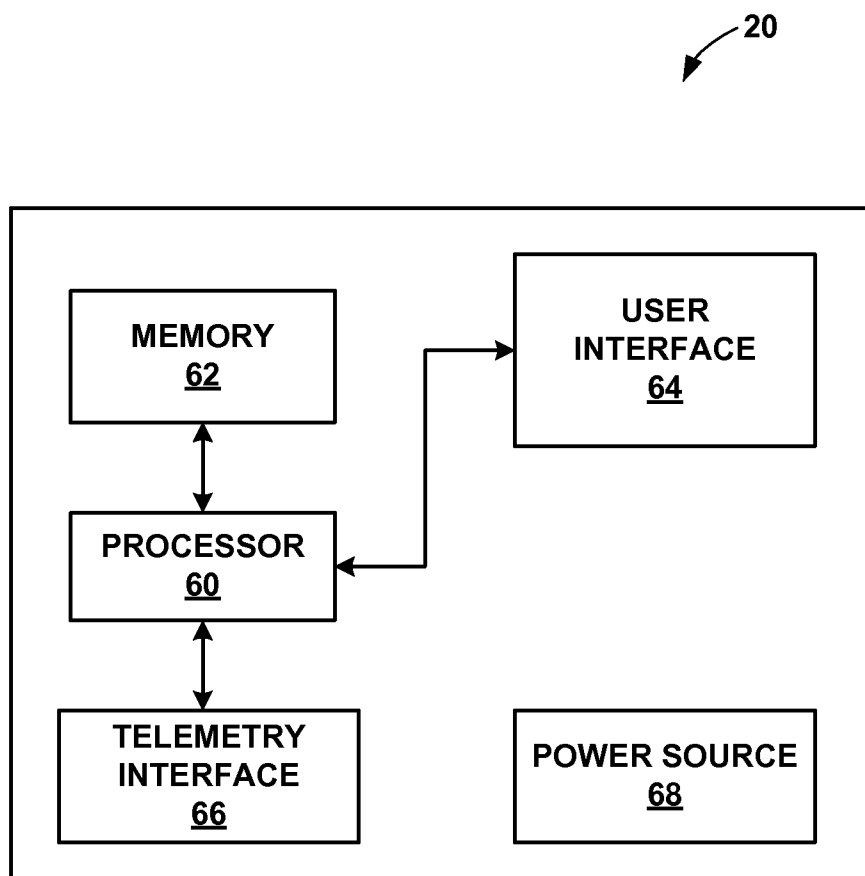 20
MEMORY
62
USER
INTERFACE
64
PROCESSOR
60
TELEMETRY
INTERFACE
66
POWER SOURCE
68